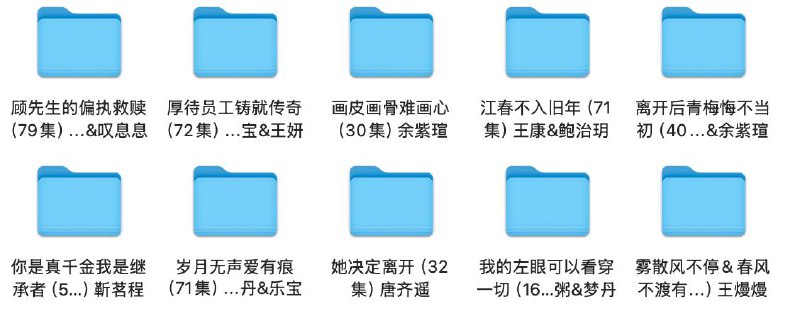 顾先生的偏执救赎
(79集) ...&叹息息
厚待员工铸就传奇
(72集) ...宝&王妍
画皮画骨难画心
(30集) 余紫瑄
江春不入旧年 (71
集) 王康&鲍治玥
离开后青梅悔不当
初 (40...&余紫瑄
你是真千金我是继
承者 (5...) 靳茗程
岁月无声爱有痕
(71集) ...丹&乐宝
她决定离开 (32
集) 唐齐遥
我的左眼可以看穿
一切 (16...粥&梦丹
雾散风不停&春风
不渡有...) 王熳熳